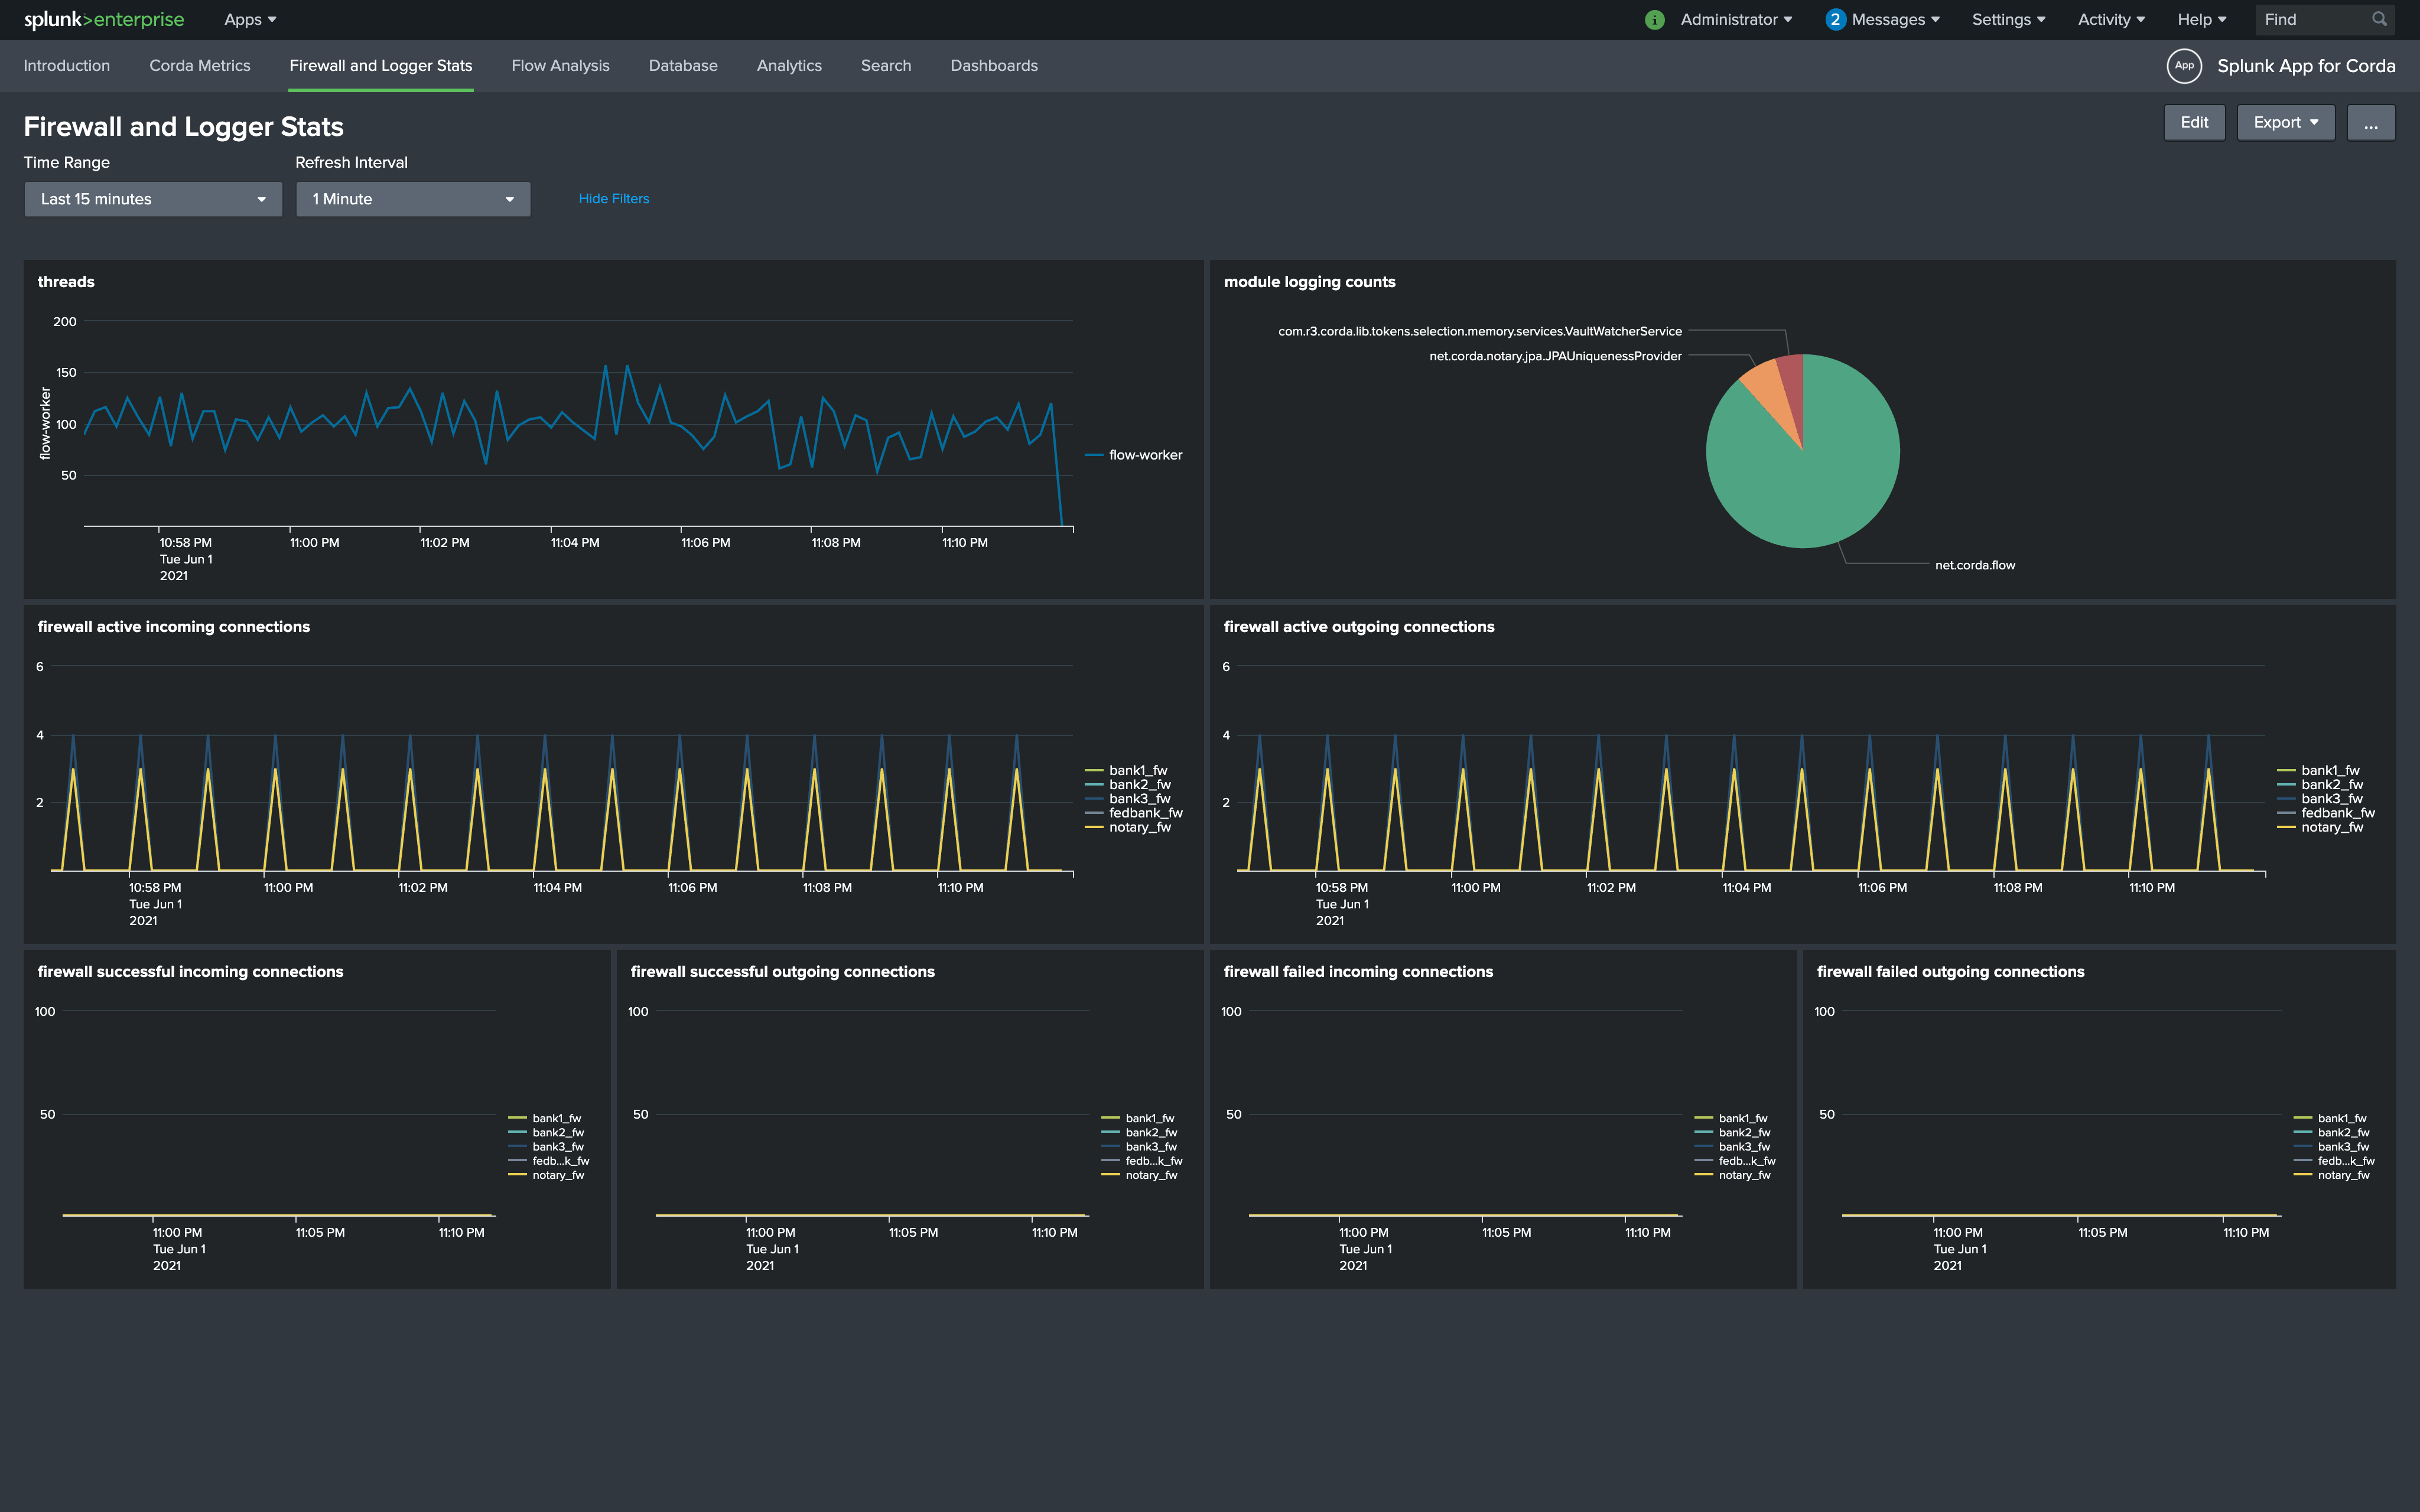 splunk>enterprise Apps i Administrator 2 Messages Settings Activity Help Find
Introduction Corda Metrics Firewall and Logger Stats Flow Analysis Database Analytics Search Dashboards App Splunk App for Corda
Firewall and Logger Stats Edit Export ...
Time Range Refresh Interval
Last 15 minutes 1 Minute Hide Filters
threads
200
150
100
50
flow-worker
flow-worker
10:58 PM 11:00 PM 11:02 PM 11:04 PM 11:06 PM 11:08 PM 11:10 PM
Tue Jun 1
2021
module logging counts
com.r3.corda.lib.tokens.selection.memory.services.VaultWatcherService
net.corda.notary.jpa.JPAUniquenessProvider
net.corda.flow
firewall active incoming connections
6
4
2
bank1_fw
bank2_fw
bank3_fw
fedbank_fw
notary_fw
10:58 PM 11:00 PM 11:02 PM 11:04 PM 11:06 PM 11:08 PM 11:10 PM
Tue Jun 1
2021
firewall active outgoing connections
6
4
2
bank1_fw
bank2_fw
bank3_fw
fedbank_fw
notary_fw
10:58 PM 11:00 PM 11:02 PM 11:04 PM 11:06 PM 11:08 PM 11:10 PM
Tue Jun 1
2021
firewall successful incoming connections
100
50
bank1_fw
bank2_fw
bank3_fw
fedb...k_fw
notary_fw
11:00 PM 11:05 PM 11:10 PM
Tue Jun 1
2021
firewall successful outgoing connections
100
50
bank1_fw
bank2_fw
bank3_fw
fedb...k_fw
notary_fw
11:00 PM 11:05 PM 11:10 PM
Tue Jun 1
2021
firewall failed incoming connections
100
50
bank1_fw
bank2_fw
bank3_fw
fedb...k_fw
notary_fw
11:00 PM 11:05 PM 11:10 PM
Tue Jun 1
2021
firewall failed outgoing connections
100
50
bank1_fw
bank2_fw
bank3_fw
fedb...k_fw
notary_fw
11:00 PM 11:05 PM 11:10 PM
Tue Jun 1
2021